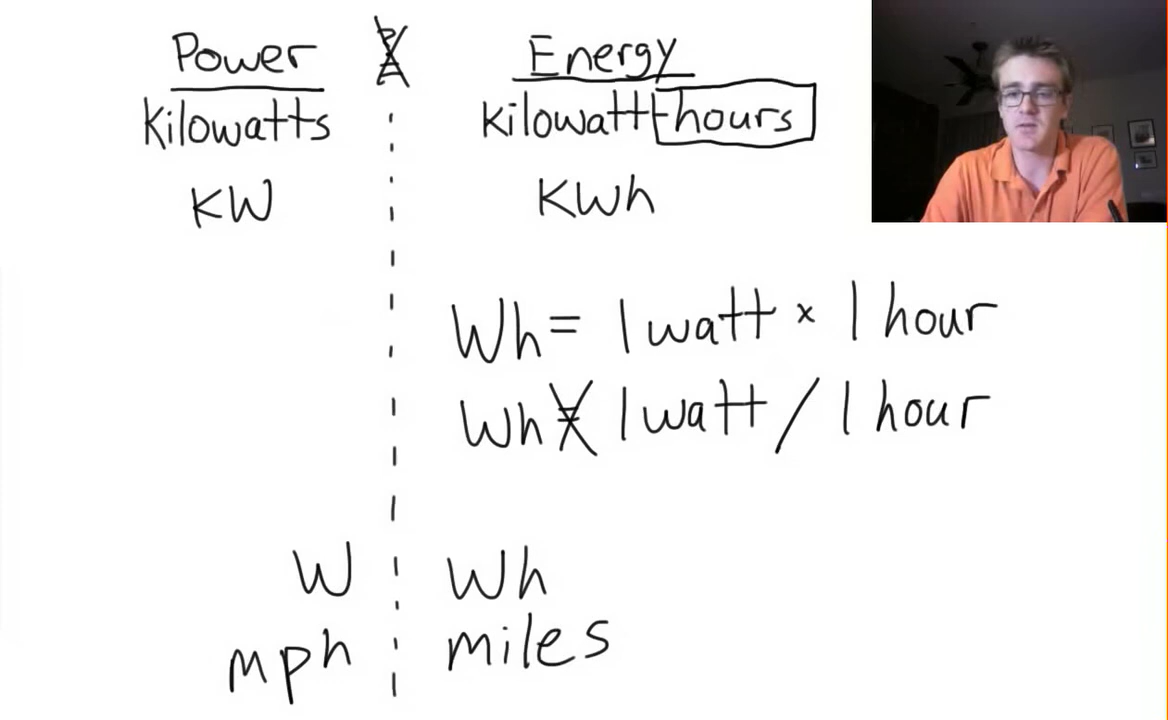 Power ≠ Energy
Kilowatts kilowatt-hours
KW KWh
Wh = 1 watt × 1 hour
Wh ≠ 1 watt / 1 hour
W Wh
mph miles